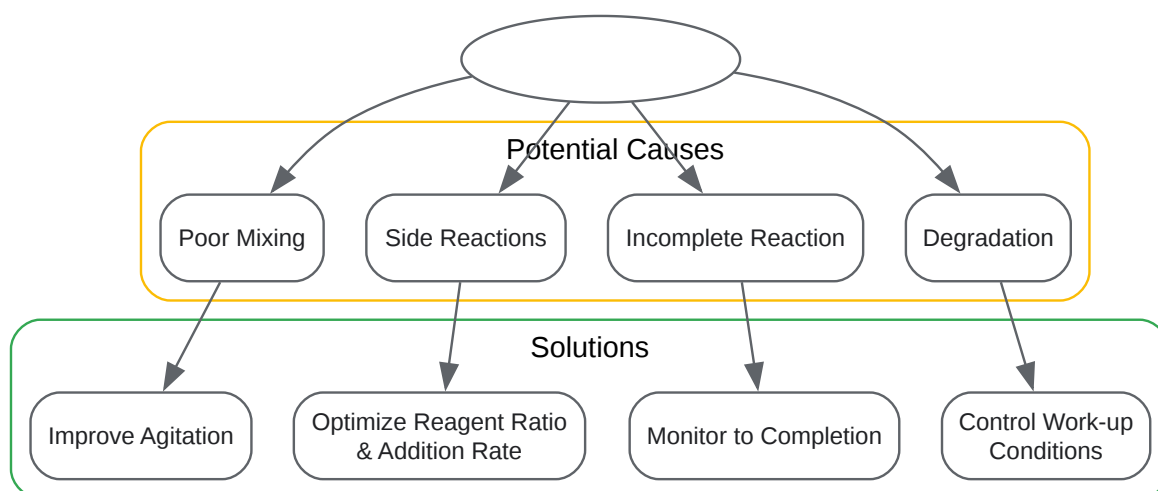 Potential Causes
Poor Mixing
Side Reactions
Incomplete Reaction
Degradation
Solutions
Improve Agitation
Optimize Reagent Ratio
& Addition Rate
Monitor to Completion
Control Work-up
Conditions